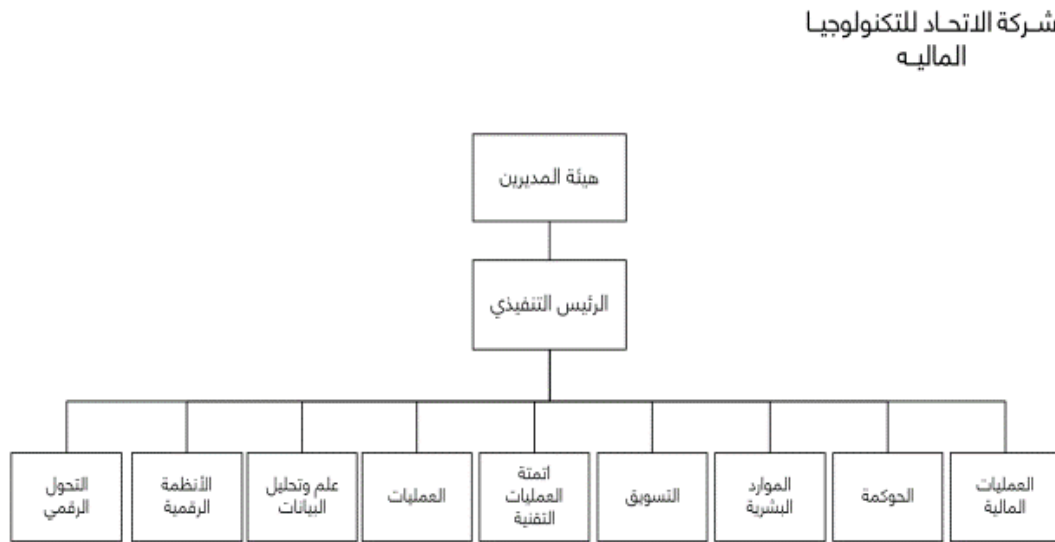 شـركة الاتحـاد للتكنولوجيـا
الماليـه
هيئة المديرين
الرئيس التنفيذي
العمليات
المالية
الحوكمة
الموارد
البشرية
التسويق
اتمتة
العمليات
التقنية
العمليات
علم وتحليل
البيانات
الأنظمة
الرقمية
التحول
الرقمي